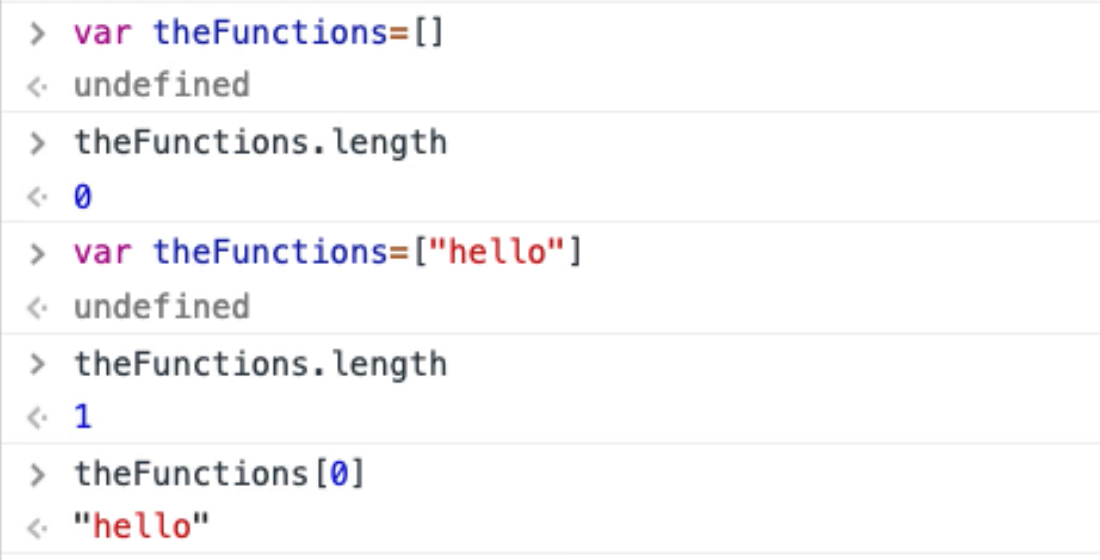 > var theFunctions=[]
<· undefined
> theFunctions.length
<· 0
> var theFunctions=["hello"]
<· undefined
> theFunctions.length
<· 1
> theFunctions[0]
<· "hello"